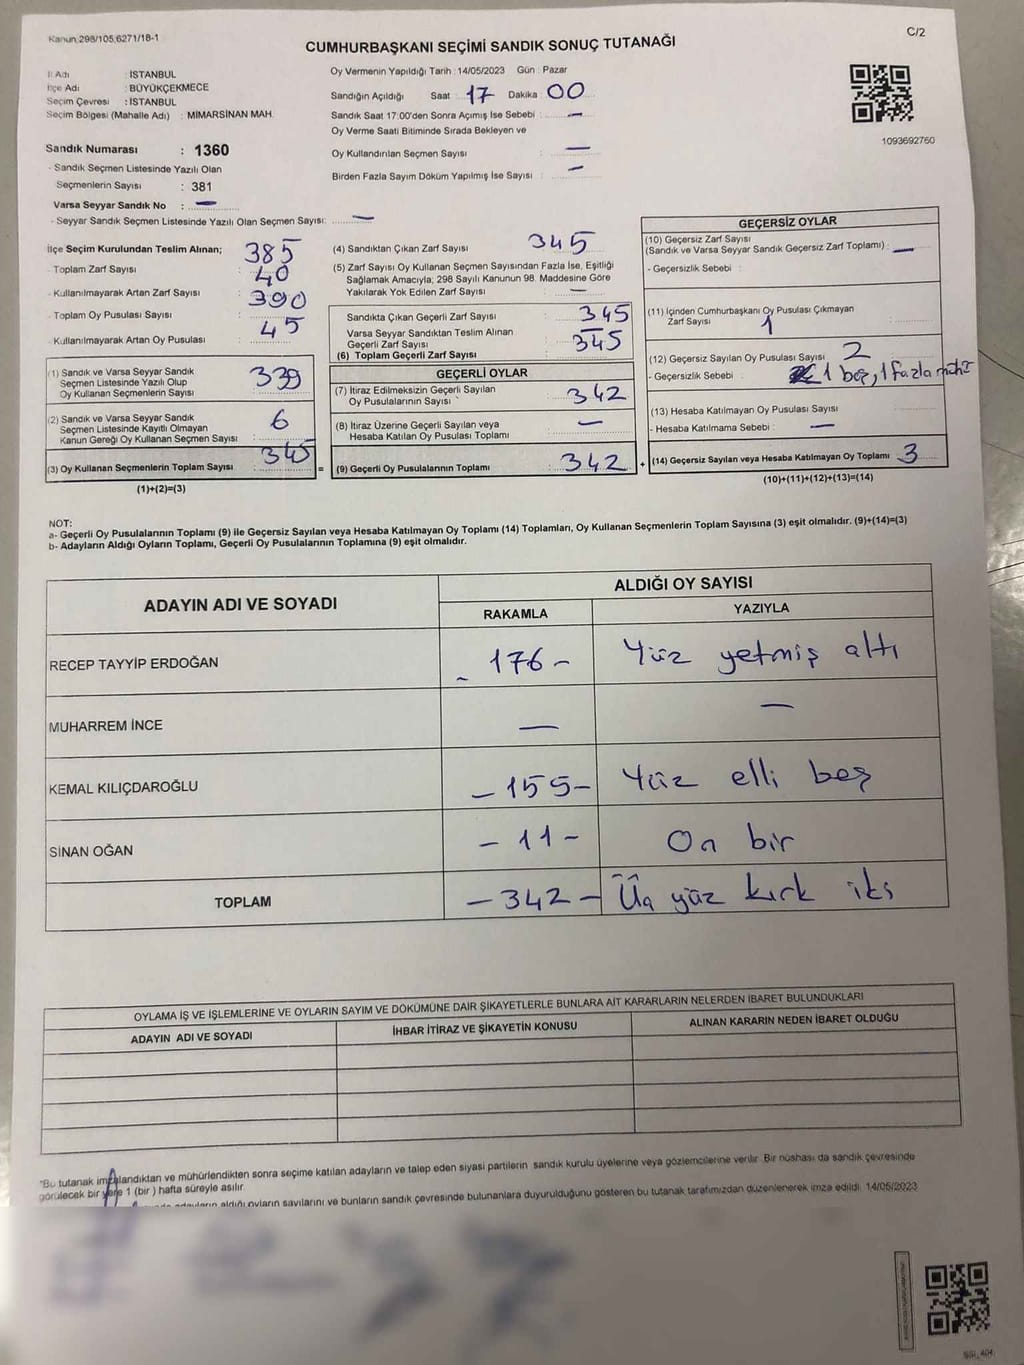 Kanun 298/105,6271/18-1
C/2
CUMHURBAŞKANI SEÇİMİ SANDIK SONUÇ TUTANAĞI
İl Adı : İSTANBUL
İlçe Adı : BÜYÜKÇEKMECE
Seçim Çevresi : İSTANBUL
Seçim Bölgesi (Mahalle Adı) : MİMARSİNAN MAH.
Sandık Numarası : 1360
- Sandık Seçmen Listesinde Yazılı Olan
Seçmenlerin Sayısı : 381
Varsa Seyyar Sandık No : —
- Seyyar Sandık Seçmen Listesinde Yazılı Olan Seçmen Sayısı: —
Oy Vermenin Yapıldığı Tarih : 14/05/2023 Gün : Pazar
Sandığın Açıldığı Saat : 17 Dakika : 00
Sandık Saat 17:00'den Sonra Açımış İse Sebebi : —
Oy Verme Saati Bitiminde Sırada Bekleyen ve
Oy Kullandırılan Seçmen Sayısı : —
Birden Fazla Sayım Döküm Yapılmış İse Sayısı : —
1093692760
İlçe Seçim Kurulundan Teslim Alınan;
- Toplam Zarf Sayısı : 385
- Kullanılmayarak Artan Zarf Sayısı : 40
- Toplam Oy Pusulası Sayısı : 390
- Kullanılmayarak Artan Oy Pusulası : 45
(1) Sandık ve Varsa Seyyar Sandık
Seçmen Listesinde Yazılı Olup
Oy Kullanan Seçmenlerin Sayısı : 339
(2) Sandık ve Varsa Seyyar Sandık
Seçmen Listesinde Kayıtlı Olmayan
Kanun Gereği Oy Kullanan Seçmen Sayısı : 6
(3) Oy Kullanan Seçmenlerin Toplam Sayısı : 345
(1)+(2)=(3)
(4) Sandıktan Çıkan Zarf Sayısı : 345
(5) Zarf Sayısı Oy Kullanan Seçmen Sayısından Fazla İse, Eşitliği
Sağlamak Amacıyla; 298 Sayılı Kanunun 98. Maddesine Göre
Yakılarak Yok Edilen Zarf Sayısı : —
Sandıkta Çıkan Geçerli Zarf Sayısı : 345
Varsa Seyyar Sandıktan Teslim Alınan
Geçerli Zarf Sayısı : —
(6) Toplam Geçerli Zarf Sayısı : 345
GEÇERLİ OYLAR
(7) İtiraz Edilmeksizin Geçerli Sayılan
Oy Pusulalarının Sayısı : 342
(8) İtiraz Üzerine Geçerli Sayılan veya
Hesaba Katılan Oy Pusulası Toplamı : —
= (9) Geçerli Oy Pusulalarının Toplamı : 342
GEÇERSİZ OYLAR
(10) Geçersiz Zarf Sayısı
(Sandık ve Varsa Seyyar Sandık Geçersiz Zarf Toplamı) : —
- Geçersizlik Sebebi :
(11) İçinden Cumhurbaşkanı Oy Pusulası Çıkmayan
Zarf Sayısı : 1
(12) Geçersiz Sayılan Oy Pusulası Sayısı : 2
- Geçersizlik Sebebi : 1 boş, 1 fazla mühür
(13) Hesaba Katılmayan Oy Pusulası Sayısı :
- Hesaba Katılmama Sebebi : —
+ (14) Geçersiz Sayılan veya Hesaba Katılmayan Oy Toplamı : 3
(10)+(11)+(12)+(13)=(14)
NOT:
a- Geçerli Oy Pusulalarının Toplamı (9) ile Geçersiz Sayılan veya Hesaba Katılmayan Oy Toplamı (14) Toplamları, Oy Kullanan Seçmenlerin Toplam Sayısına (3) eşit olmalıdır. (9)+(14)=(3)
b- Adayların Aldığı Oyların Toplamı, Geçerli Oy Pusulalarının Toplamına (9) eşit olmalıdır.
ADAYIN ADI VE SOYADI ALDIĞI OY SAYISI
RAKAMLA YAZIYLA
RECEP TAYYİP ERDOĞAN - 176 - Yüz yetmiş altı
MUHARREM İNCE — —
KEMAL KILIÇDAROĞLU - 155 - Yüz elli beş
SİNAN OĞAN - 11 - On bir
TOPLAM - 342 - Üç yüz kırk iki
OYLAMA İŞ VE İŞLEMLERİNE VE OYLARIN SAYIM VE DÖKÜMÜNE DAİR ŞİKAYETLERLE BUNLARA AİT KARARLARIN NELERDEN İBARET BULUNDUKLARI
ADAYIN ADI VE SOYADI İHBAR İTİRAZ VE ŞİKAYETİN KONUSU ALINAN KARARIN NEDEN İBARET OLDUĞU
*Bu tutanak imzalandıktan ve mühürlendikten sonra seçime katılan adayların ve talep eden siyasi partilerin sandık kurulu üyelerine veya gözlemcilerine verilir. Bir nüshası da sandık çevresinde
görülecek bir yere 1 (bir) hafta süreyle asılır.
adayların aldığı oyların sayılarını ve bunların sandık çevresinde bulunanlara duyurulduğunu gösteren bu tutanak tarafımızdan düzenlenerek imza edildi. 14/05/2023